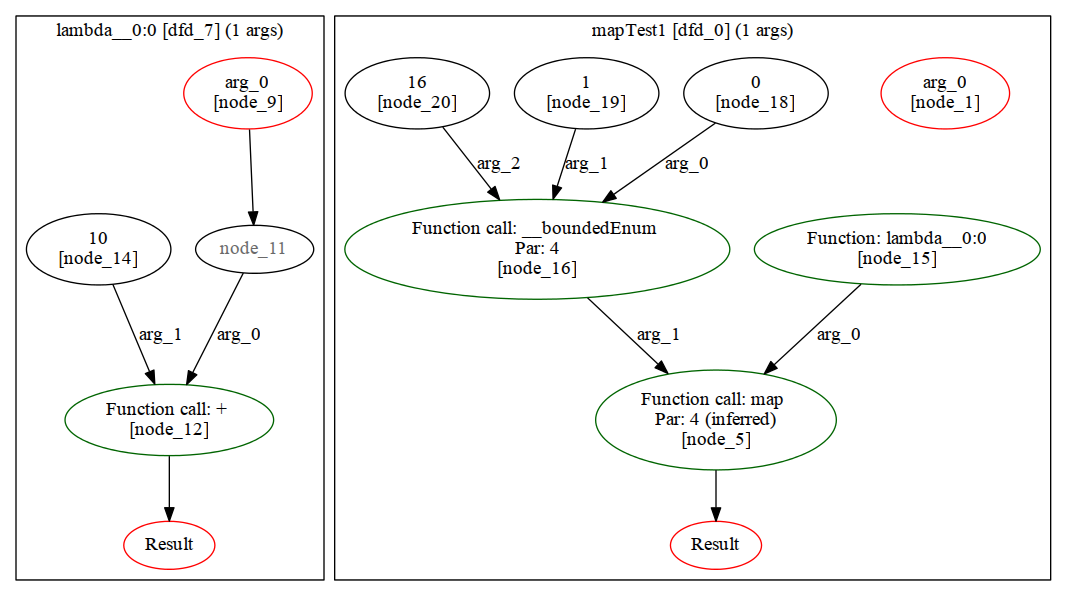 lambda__0:0 [dfd_7] (1 args)
arg_0
[node_9]
10
[node_14]
node_11
arg_1
arg_0
Function call: +
[node_12]
Result
mapTest1 [dfd_0] (1 args)
16
[node_20]
1
[node_19]
0
[node_18]
arg_0
[node_1]
arg_2
arg_1
arg_0
Function call: __boundedEnum
Par: 4
[node_16]
Function: lambda__0:0
[node_15]
arg_1
arg_0
Function call: map
Par: 4 (inferred)
[node_5]
Result